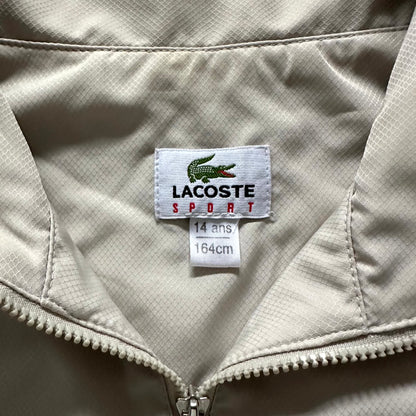 LACOSTE
SPORT
14 ans
164cm